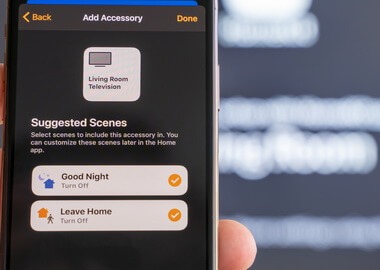 Back Add Accessory Done
Living Room
Television
Suggested Scenes
Select scenes to include this accessory in. You
can customize these scenes later in the Home
app.
Good Night
Turn Off
Leave Home
Turn Off